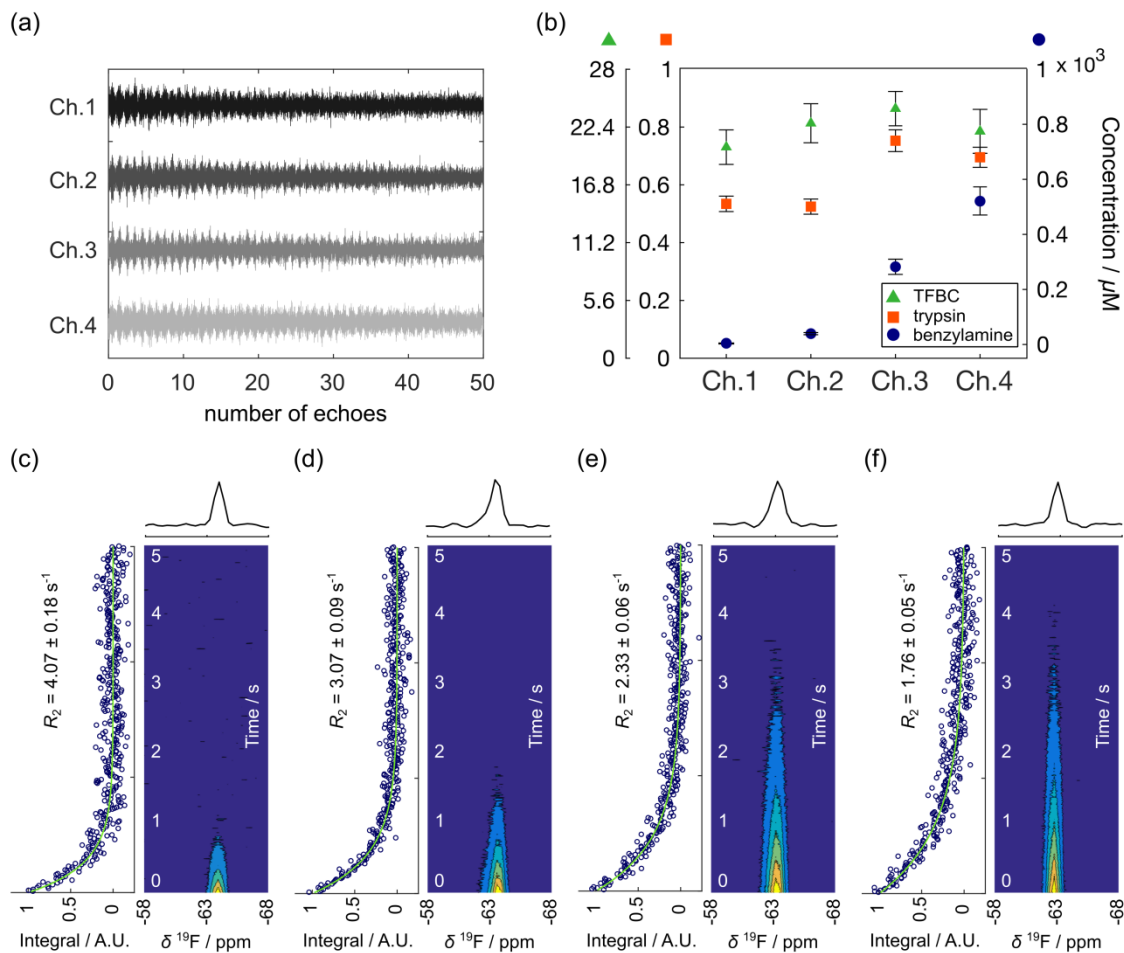 (a)
Ch.1
Ch.2
Ch.3
Ch.4
0 10 20 30 40 50
number of echoes
(b)
28 1 1 x 10³
22.4 0.8 0.8
16.8 0.6 0.6
11.2 0.4 0.4
5.6 0.2 0.2
0 0 0
Concentration / µM
TFBC
trypsin
benzylamine
Ch.1 Ch.2 Ch.3 Ch.4
(c)
R₂ = 4.07 ± 0.18 s⁻¹
5
4
3
2
1
0
Time / s
1 0.5 0
-58 -63 -68
Integral / A.U.
δ ¹⁹F / ppm
(d)
R₂ = 3.07 ± 0.09 s⁻¹
5
4
3
2
1
0
Time / s
1 0.5 0
-58 -63 -68
Integral / A.U.
δ ¹⁹F / ppm
(e)
R₂ = 2.33 ± 0.06 s⁻¹
5
4
3
2
1
0
Time / s
1 0.5 0
-58 -63 -68
Integral / A.U.
δ ¹⁹F / ppm
(f)
R₂ = 1.76 ± 0.05 s⁻¹
5
4
3
2
1
0
Time / s
1 0.5 0
-58 -63 -68
Integral / A.U.
δ ¹⁹F / ppm